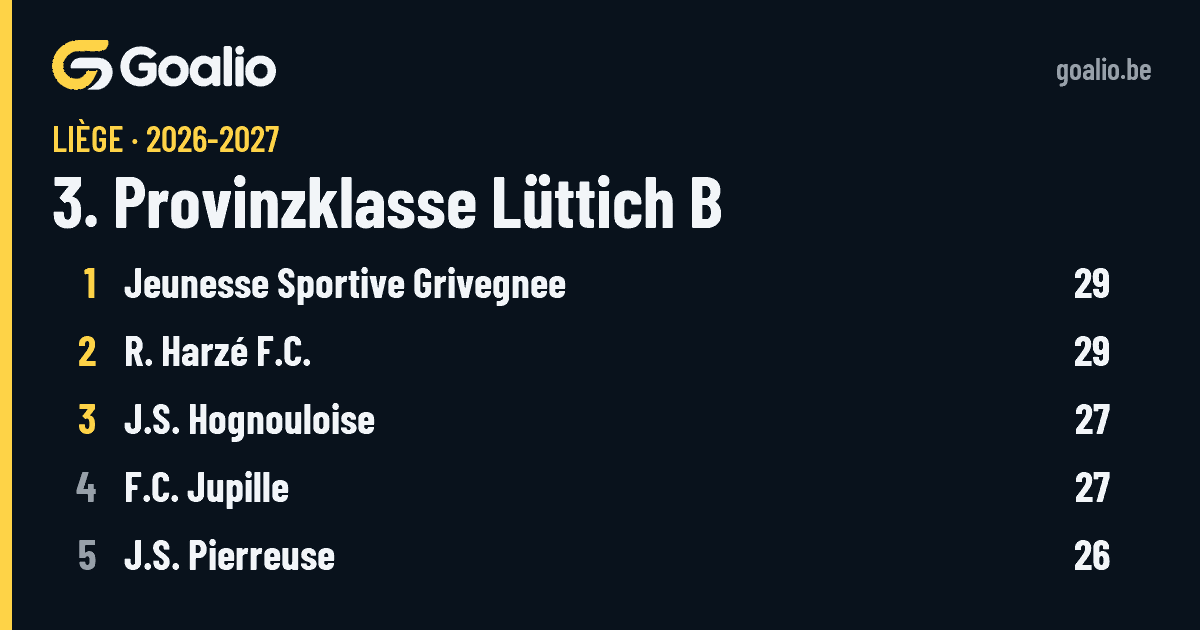 Goalio
goalio.be
LIÈGE · 2026-2027
3. Provinzklasse Lüttich B
1 Jeunesse Sportive Grivegnee 29
2 R. Harzé F.C. 29
3 J.S. Hognouloise 27
4 F.C. Jupille 27
5 J.S. Pierreuse 26